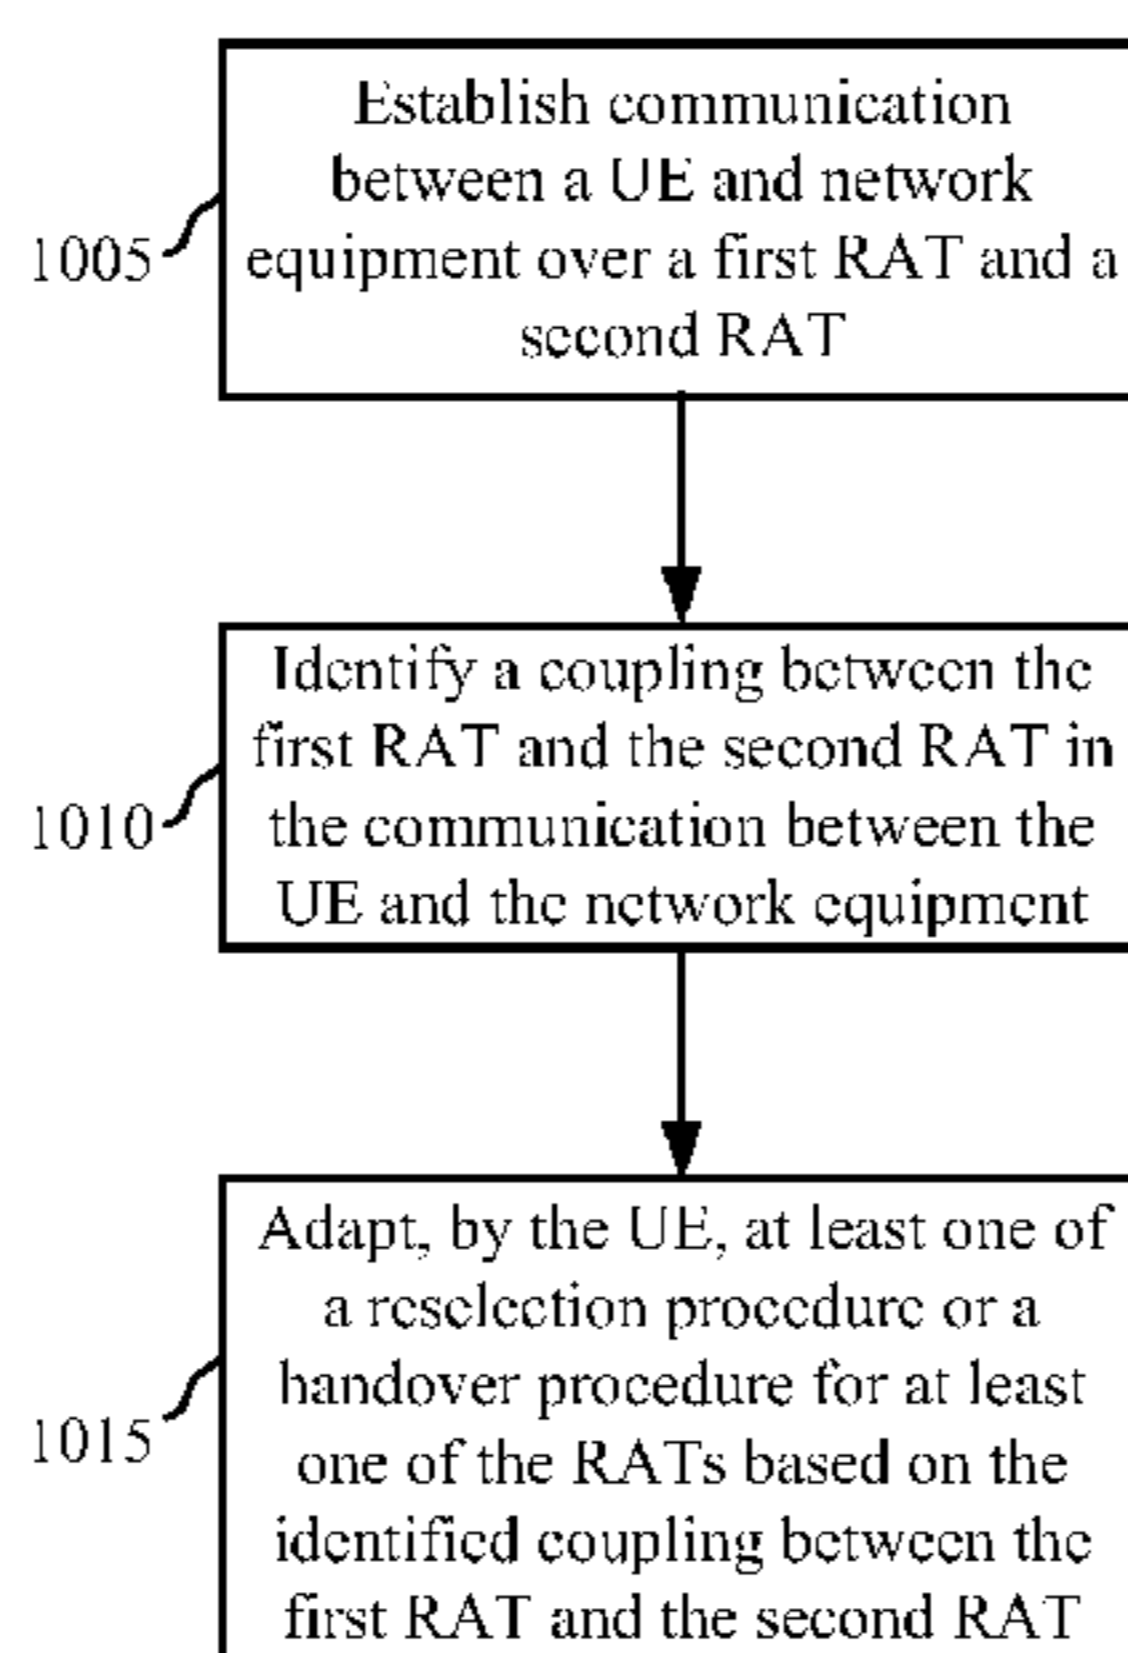 Establish communication
between a UE and network
equipment over a first RAT and a
second RAT
1005
Identify a coupling between the
first RAT and the second RAT in
the communication between the
UE and the network equipment
1010
Adapt, by the UE, at least one of
a reselection procedure or a
handover procedure for at least
one of the RATs based on the
identified coupling between the
first RAT and the second RAT
1015